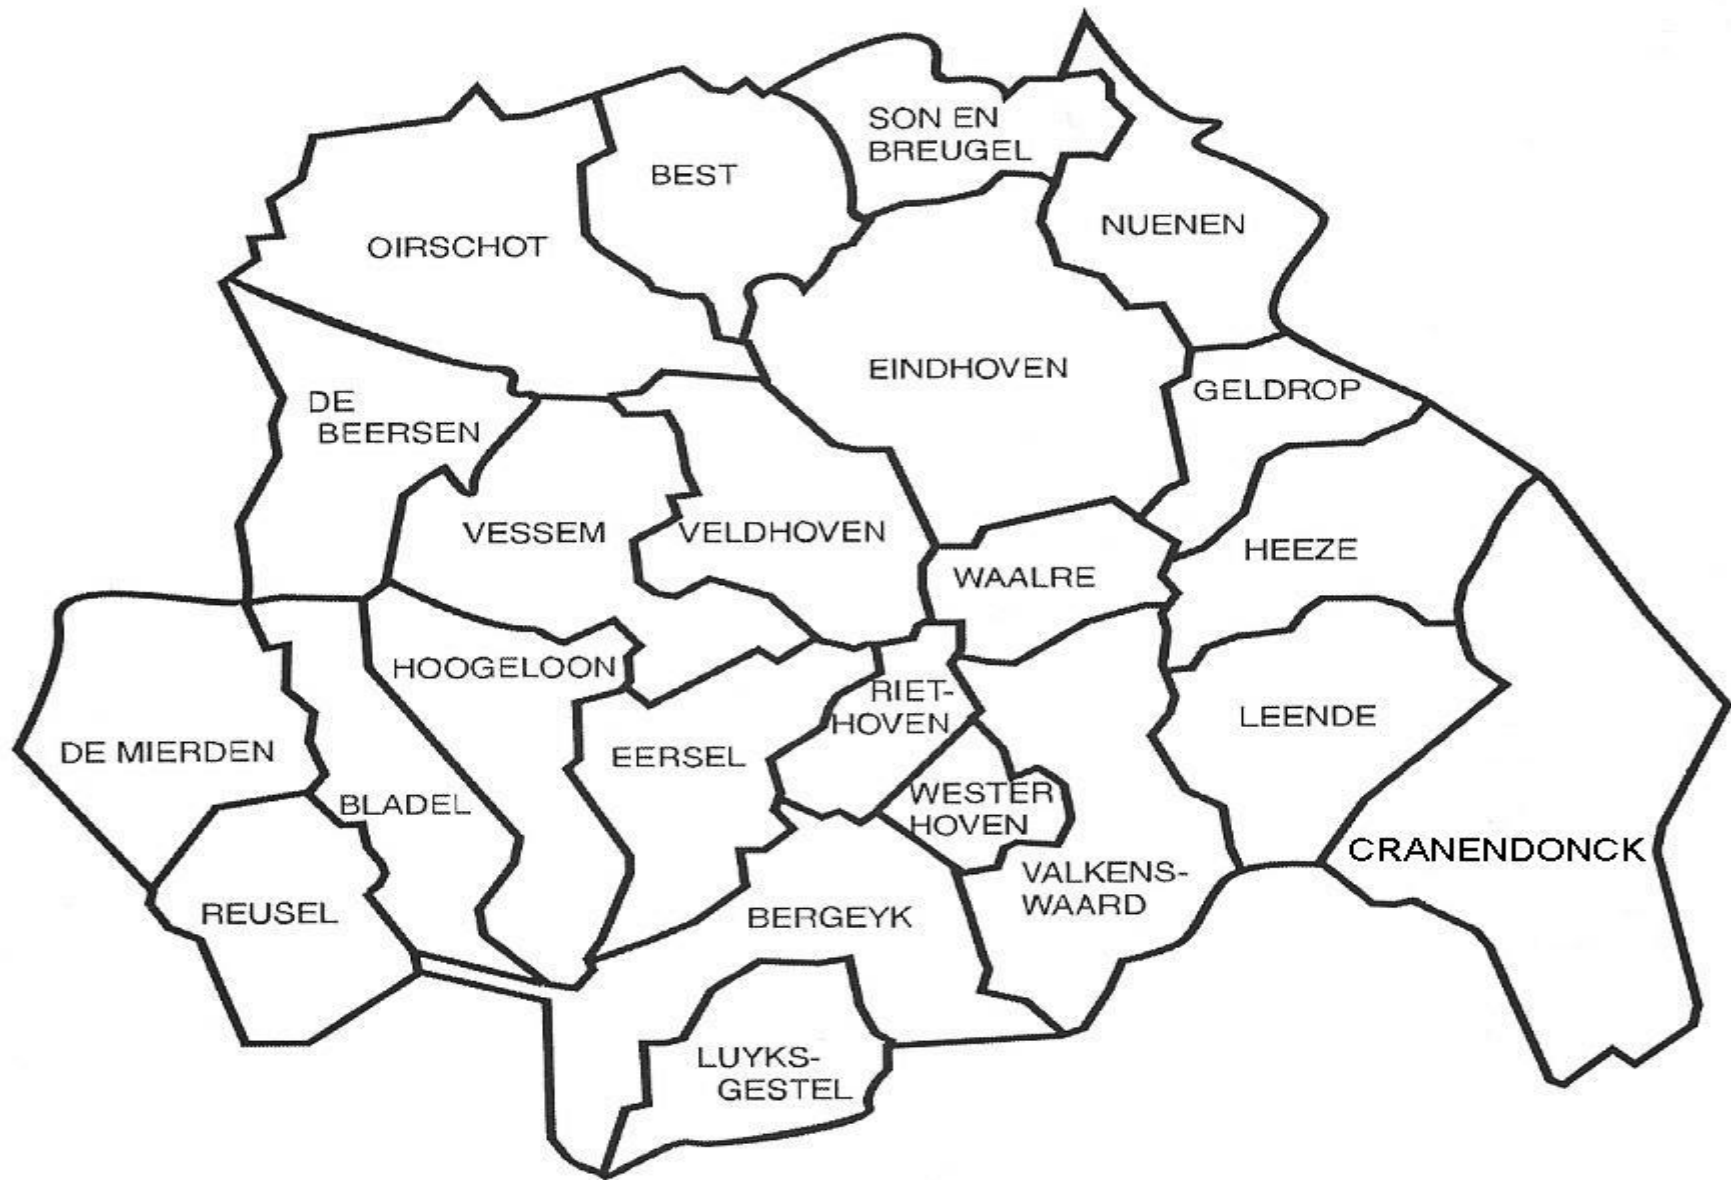 SON EN
BREUGEL
BEST
NUENEN
OIRSCHOT
EINDHOVEN
GELDROP
DE
BEERSEN
VESSEM
VELDHOVEN
HEEZE
WAALRE
HOOGELOON
RIET-
HOVEN
LEENDE
DE MIERDEN
EERSEL
BLADEL
WESTER
HOVEN
CRANENDONCK
VALKENS-
WAARD
REUSEL
BERGEYK
LUYKS-
GESTEL